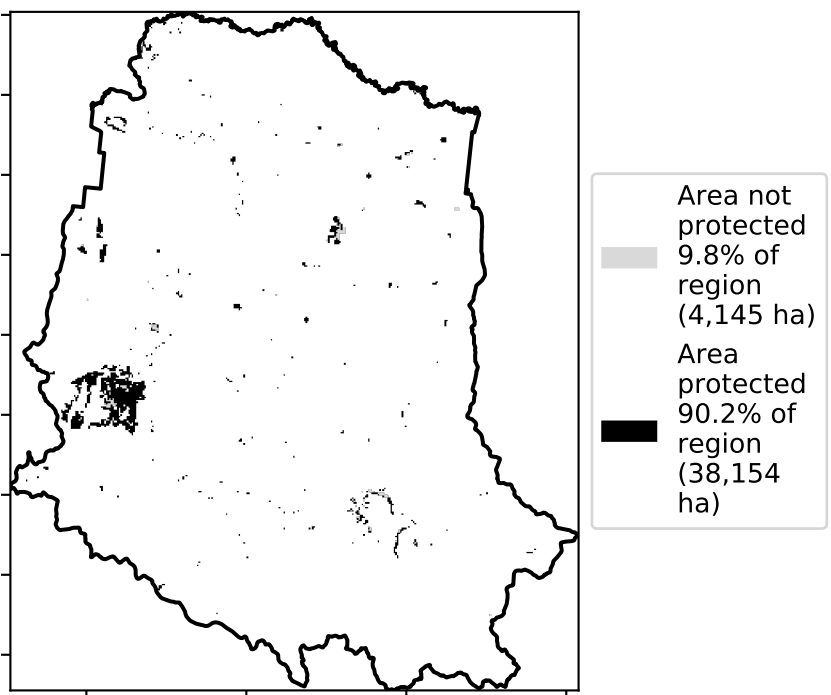 Area not
protected
9.8% of
region
(4,145 ha)
Area
protected
90.2% of
region
(38,154
ha)